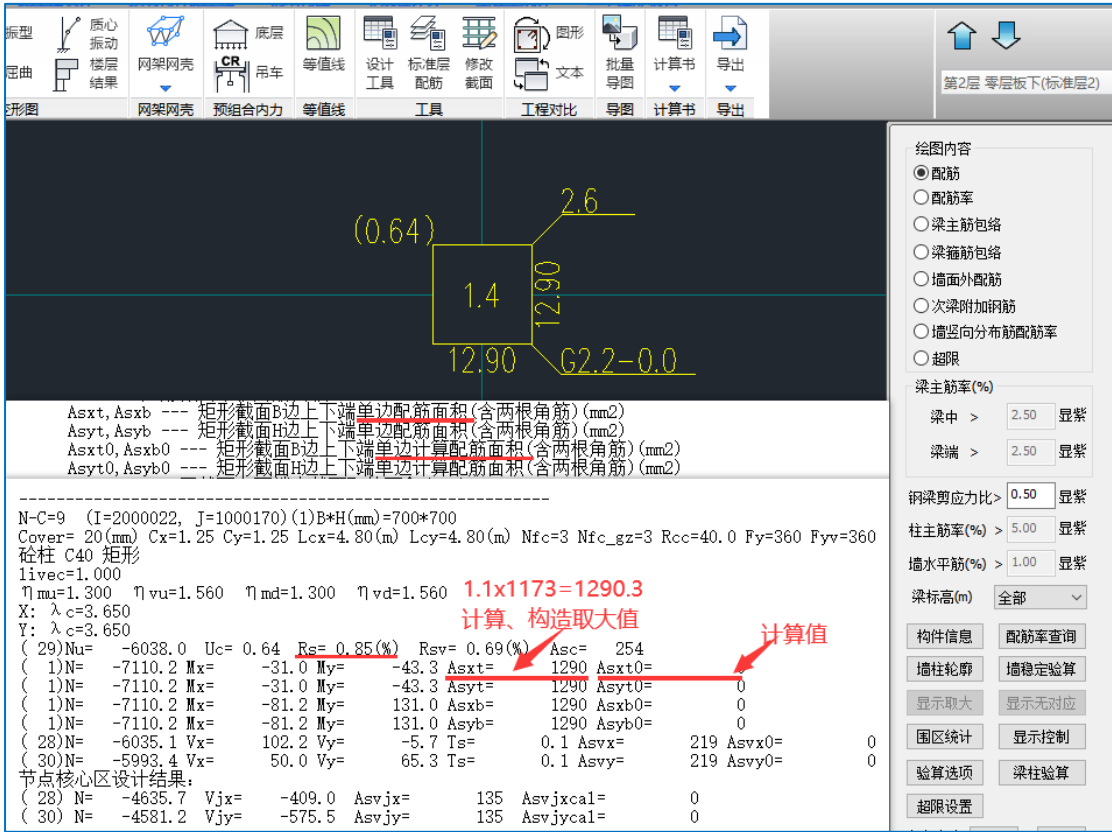 振型
质心
振动
底层
图形
屈曲
楼层
结果
网架网壳
CR
吊车
等值线
设计
工具
标准层
配筋
修改
截面
文本
批量
导图
计算书
导出
变形图
网架网壳
预组合内力
等值线
工具
工程对比
导图
计算书
导出
第2层 零层板下(标准层2)
2.6
(0.64)
1.4
12.90
12.90
G2.2-0.0
Asxt,Asxb --- 矩形截面B边上下端单边配筋面积(含两根角筋)(mm2)
Asyt,Asyb --- 矩形截面H边上下端单边配筋面积(含两根角筋)(mm2)
Asxt0,Asxb0 --- 矩形截面B边上下端单边计算配筋面积(含两根角筋)(mm2)
Asyt0,Asyb0 --- 矩形截面H边上下端单边计算配筋面积(含两根角筋)(mm2)
--------------------------------------------------------
N-C=9 (I=2000022, J=1000170)(1)B*H(mm)=700*700
Cover= 20(mm) Cx=1.25 Cy=1.25 Lcx=4.80(m) Lcy=4.80(m) Nfc=3 Nfc_gz=3 Rcc=40.0 Fy=360 Fyv=360
砼柱 C40 矩形
livec=1.000
ηmu=1.300 ηvu=1.560 ηmd=1.300 ηvd=1.560
1.1x1173=1290.3
计算、构造取大值
计算值
X: λc=3.650
Y: λc=3.650
( 29)Nu= -6038.0 Uc= 0.64 Rs= 0.85(%) Rsv= 0.69(%) Asc= 254
( 1)N= -7110.2 Mx= -31.0 My= -43.3 Asxt= 1290 Asxt0= 0
( 1)N= -7110.2 Mx= -31.0 My= -43.3 Asyt= 1290 Asyt0= 0
( 1)N= -7110.2 Mx= -81.2 My= 131.0 Asxb= 1290 Asxb0= 0
( 1)N= -7110.2 Mx= -81.2 My= 131.0 Asyb= 1290 Asyb0= 0
( 28)N= -6035.1 Vx= 102.2 Vy= -5.7 Ts= 0.1 Asvx= 219 Asvx0= 0
( 30)N= -5993.4 Vx= 50.0 Vy= 65.3 Ts= 0.1 Asvy= 219 Asvy0= 0
节点核心区设计结果:
( 28) N= -4635.7 Vjx= -409.0 Asvjx= 135 Asvjxcal= 0
( 30) N= -4581.2 Vjy= -575.5 Asvjy= 135 Asvjycal= 0
绘图内容
配筋
配筋率
梁主筋包络
梁箍筋包络
墙面外配筋
次梁附加钢筋
墙竖向分布筋配筋率
超限
梁主筋率(%)
梁中 > 2.50 显紫
梁端 > 2.50 显紫
钢梁剪应力比> 0.50 显紫
柱主筋率(%) > 5.00 显紫
墙水平筋(%) > 1.00 显紫
梁标高(m) 全部
构件信息 配筋率查询
墙柱轮廓 墙稳定验算
显示取大 显示无对应
围区统计 显示控制
验算选项 梁柱验算
超限设置